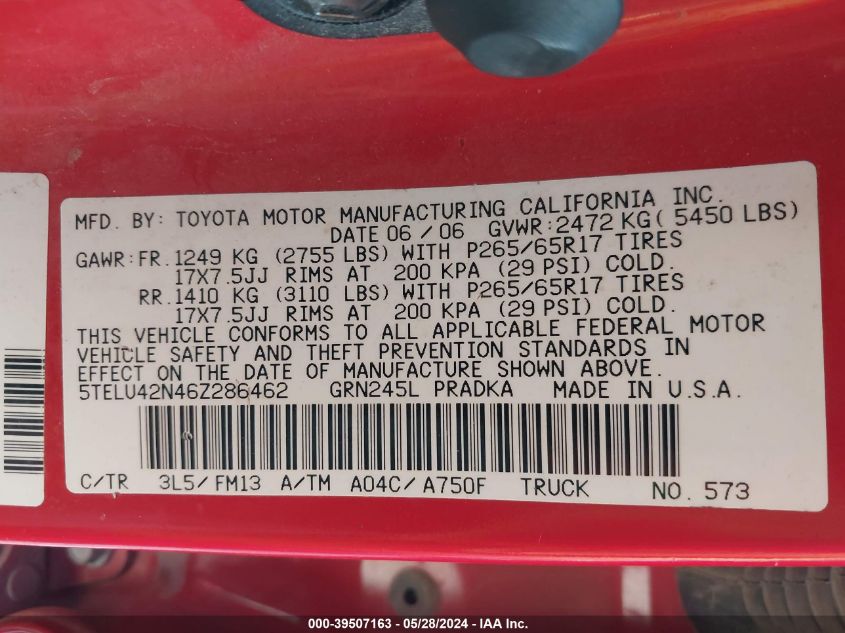 MFD. BY: TOYOTA MOTOR MANUFACTURING CALIFORNIA INC.
DATE 06/06 GVWR:2472 KG( 5450 LBS)
GAWR:FR.1249 KG (2755 LBS) WITH P265/65R17 TIRES
17X7.5JJ RIMS AT 200 KPA (29 PSI) COLD.
RR.1410 KG (3110 LBS) WITH P265/65R17 TIRES
17X7.5JJ RIMS AT 200 KPA (29 PSI) COLD.
THIS VEHICLE CONFORMS TO ALL APPLICABLE FEDERAL MOTOR
VEHICLE SAFETY AND THEFT PREVENTION STANDARDS IN
EFFECT ON THE DATE OF MANUFACTURE SHOWN ABOVE.
5TELU42N46Z286462 GRN245L PRADKA MADE IN U.S.A.
C/TR 3L5/FM13 A/TM A04C/A750F TRUCK NO. 573
000-39507163 - 05/28/2024 - IAA Inc.